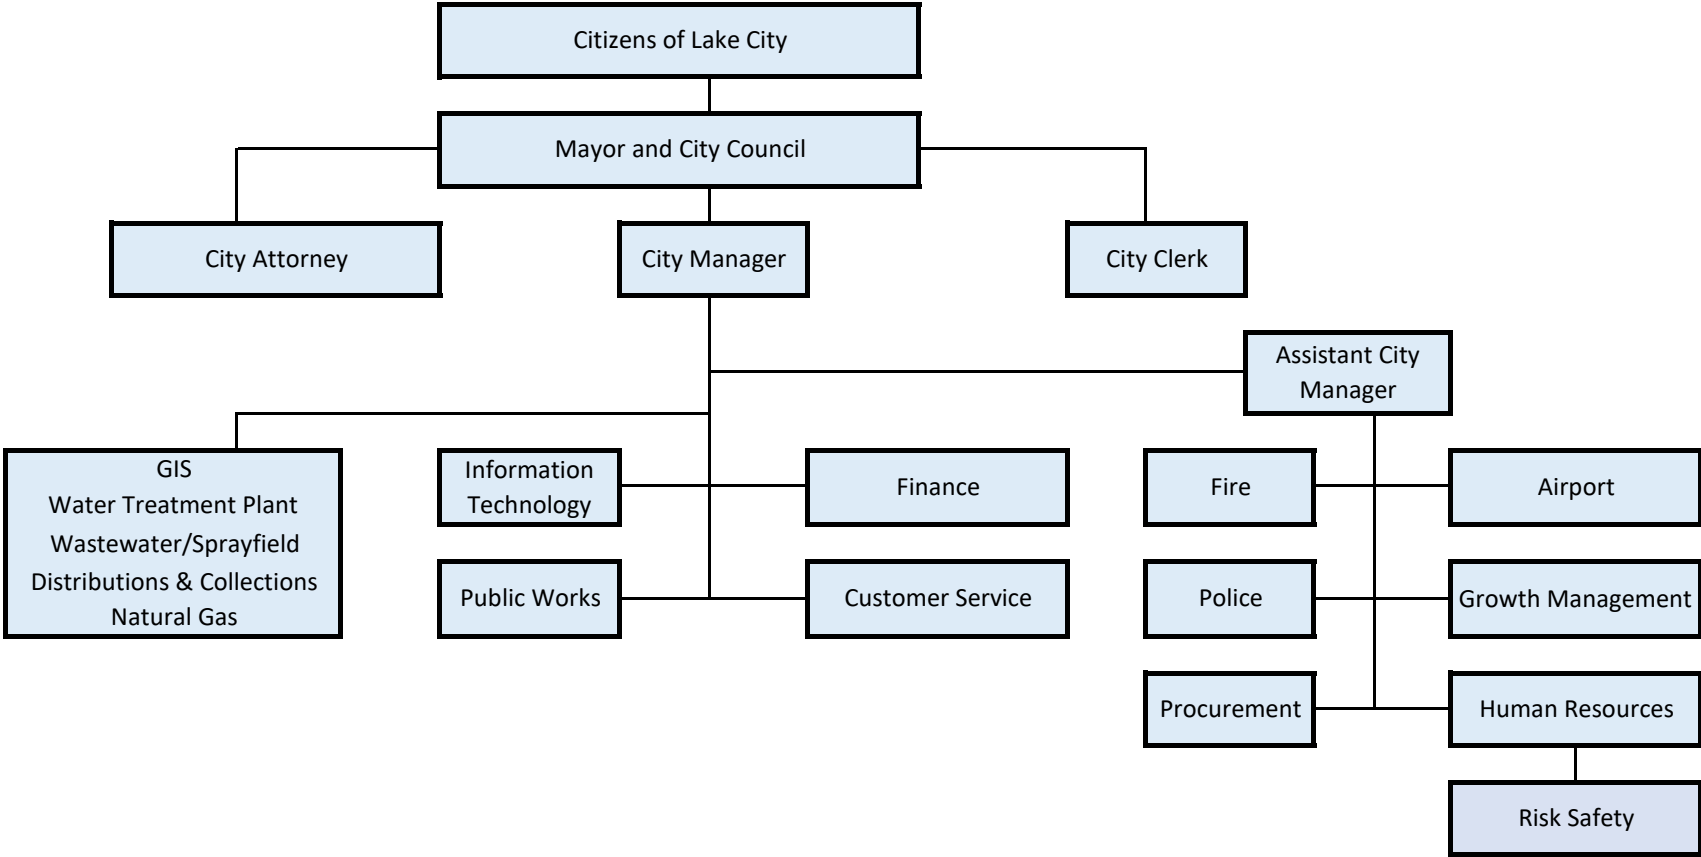 Citizens of Lake City
Mayor and City Council
City Attorney
City Manager
City Clerk
Assistant City
Manager
GIS
Water Treatment Plant
Wastewater/Sprayfield
Distributions & Collections
Natural Gas
Information
Technology
Finance
Fire
Airport
Public Works
Customer Service
Police
Growth Management
Procurement
Human Resources
Risk Safety